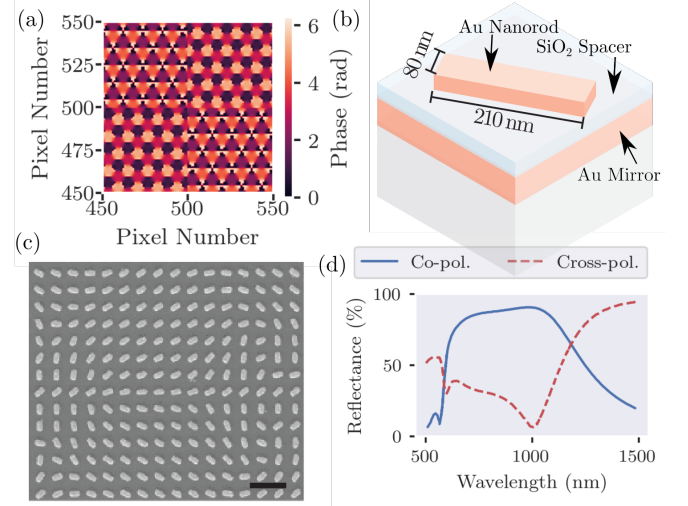 (a)
550
525
500
475
450
Pixel Number
450
500
550
Pixel Number
6
4
2
0
Phase (rad)
(b)
Au Nanorod
SiO₂ Spacer
80 nm
210 nm
Au Mirror
(c)
(d)
Co-pol.
Cross-pol.
100
50
0
Reflectance (%)
500
1000
1500
Wavelength (nm)